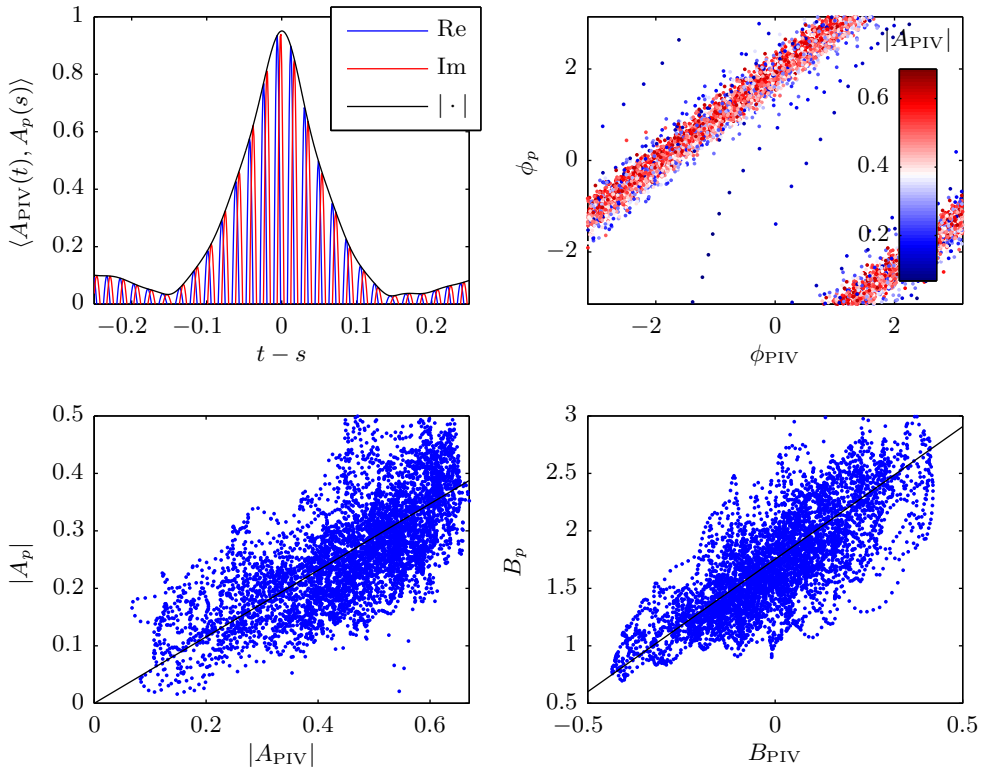 ⟨A_PIV(t), A_p(s)⟩
1
0.8
0.6
0.4
0.2
0
−0.2 −0.1 0 0.1 0.2
t − s
Re
Im
| · |
ϕ_p
2
0
−2
−2 0 2
ϕ_PIV
|A_PIV|
0.6
0.4
0.2
|A_p|
0.5
0.4
0.3
0.2
0.1
0
0 0.2 0.4 0.6
|A_PIV|
B_p
3
2.5
2
1.5
1
0.5
−0.5 0 0.5
B_PIV